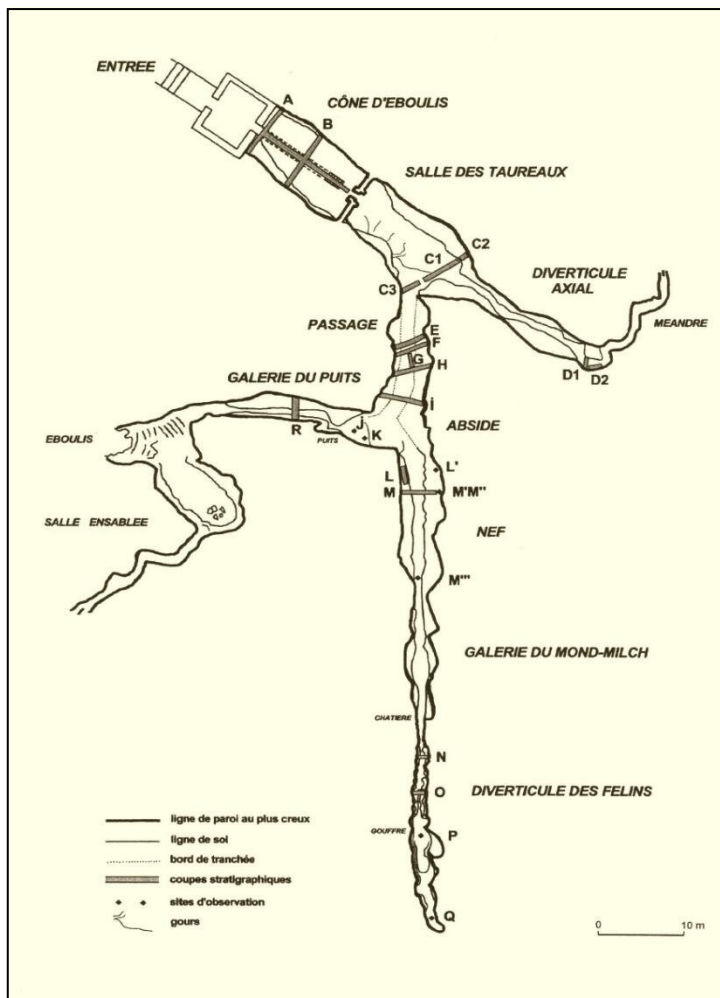 ENTREE
A
CÔNE D'EBOULIS
B
SALLE DES TAUREAUX
C2
C1
C3
DIVERTICULE
AXIAL
MEANDRE
PASSAGE
E
F
G
H
D1
D2
GALERIE DU PUITS
I
J
K
R
PUITS
ABSIDE
EBOULIS
L'
L
M
M'M"
SALLE ENSABLEE
NEF
M'"
GALERIE DU MOND-MILCH
CHATIERE
N
O
DIVERTICULE DES FELINS
GOUFFRE
P
Q
ligne de paroi au plus creux
ligne de sol
bord de tranchée
coupes stratigraphiques
sites d'observation
gours
0 10 m